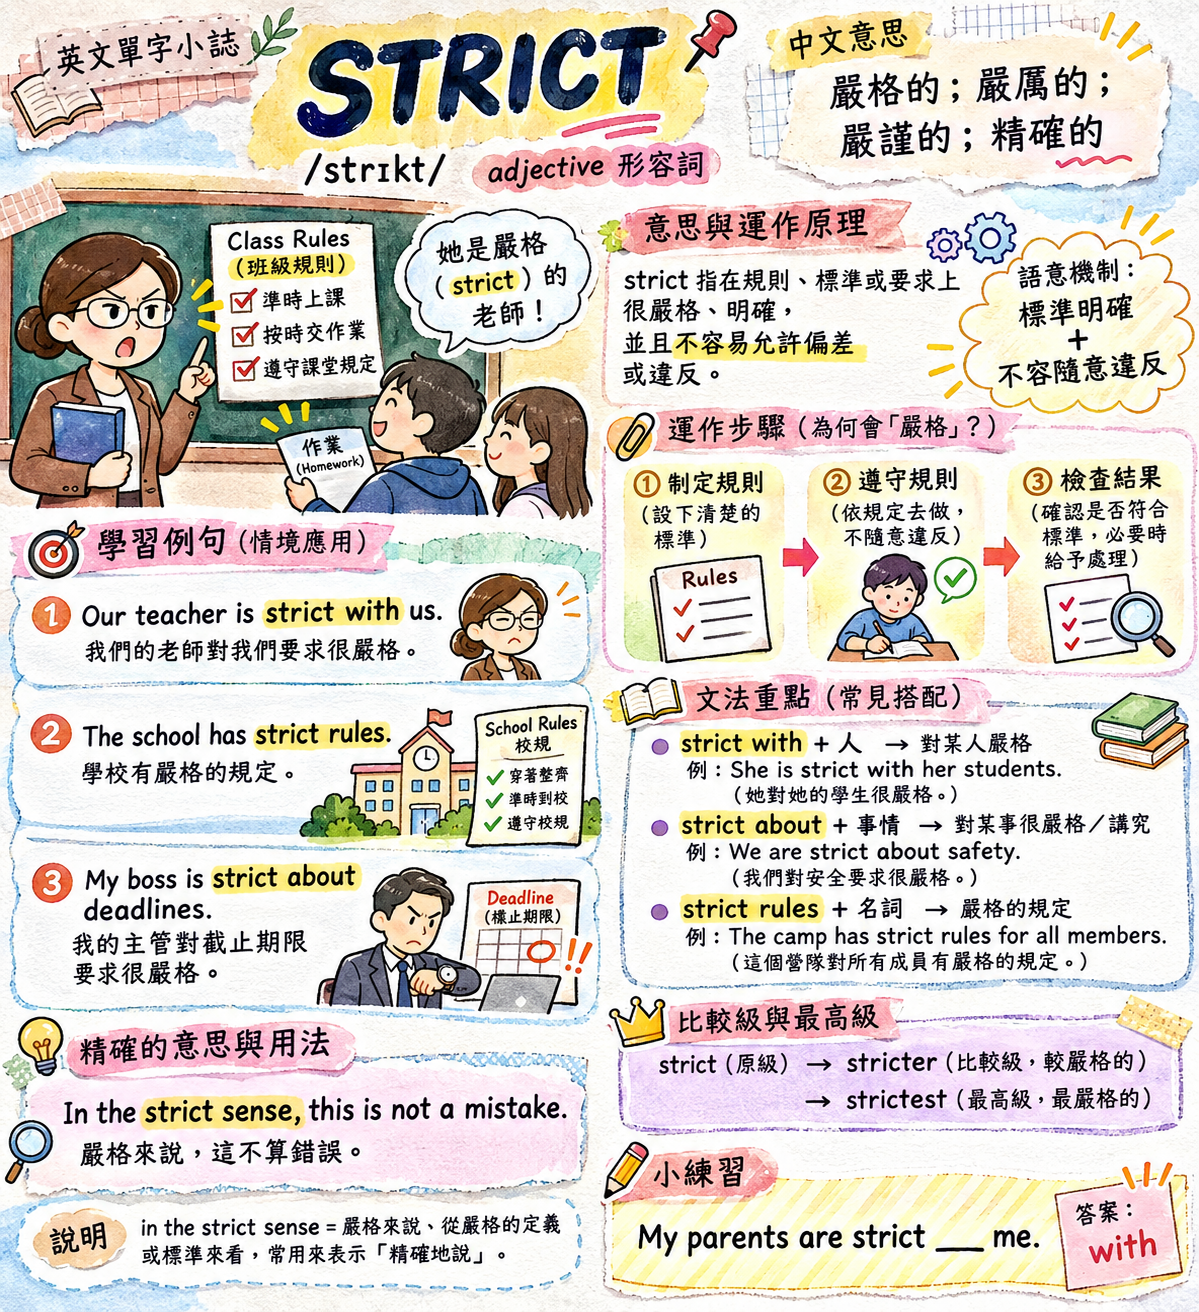 英文單字小誌
STRICT
/strɪkt/
adjective 形容詞
中文意思
嚴格的；嚴厲的；
嚴謹的；精確的
Class Rules
(班級規則)
準時上課
按時交作業
遵守課堂規定
她是嚴格
(strict) 的
老師！
作業
(Homework)
意思與運作原理
strict 指在規則、標準或要求上
很嚴格、明確，
並且不容易允許偏差
或違反。
語意機制：
標準明確
+
不容隨意違反
運作步驟 (為何會「嚴格」？)
① 制定規則
(設下清楚的
標準)
Rules
② 遵守規則
(依規定去做，
不隨意違反)
③ 檢查結果
(確認是否符合
標準，必要時
給予處理)
學習例句 (情境應用)
1 Our teacher is strict with us.
我們的老師對我們要求很嚴格。
2 The school has strict rules.
學校有嚴格的規定。
School Rules
校規
穿著整齊
準時到校
遵守校規
3 My boss is strict about
deadlines.
我的主管對截止期限
要求很嚴格。
Deadline
(橫止期限)
!!
文法重點 (常見搭配)
strict with + 人 → 對某人嚴格
例：She is strict with her students.
(她對她的學生很嚴格。)
strict about + 事情 → 對某事很嚴格／講究
例：We are strict about safety.
(我們對安全要求很嚴格。)
strict rules + 名詞 → 嚴格的規定
例：The camp has strict rules for all members.
(這個營隊對所有成員有嚴格的規定。)
精確的意思與用法
In the strict sense, this is not a mistake.
嚴格來說，這不算錯誤。
說明
in the strict sense = 嚴格來說、從嚴格的定義
或標準來看，常用來表示「精確地說」。
比較級與最高級
strict (原級) → stricter (比較級，較嚴格的)
→ strictest (最高級，最嚴格的)
小練習
My parents are strict ___ me.
答案：
with